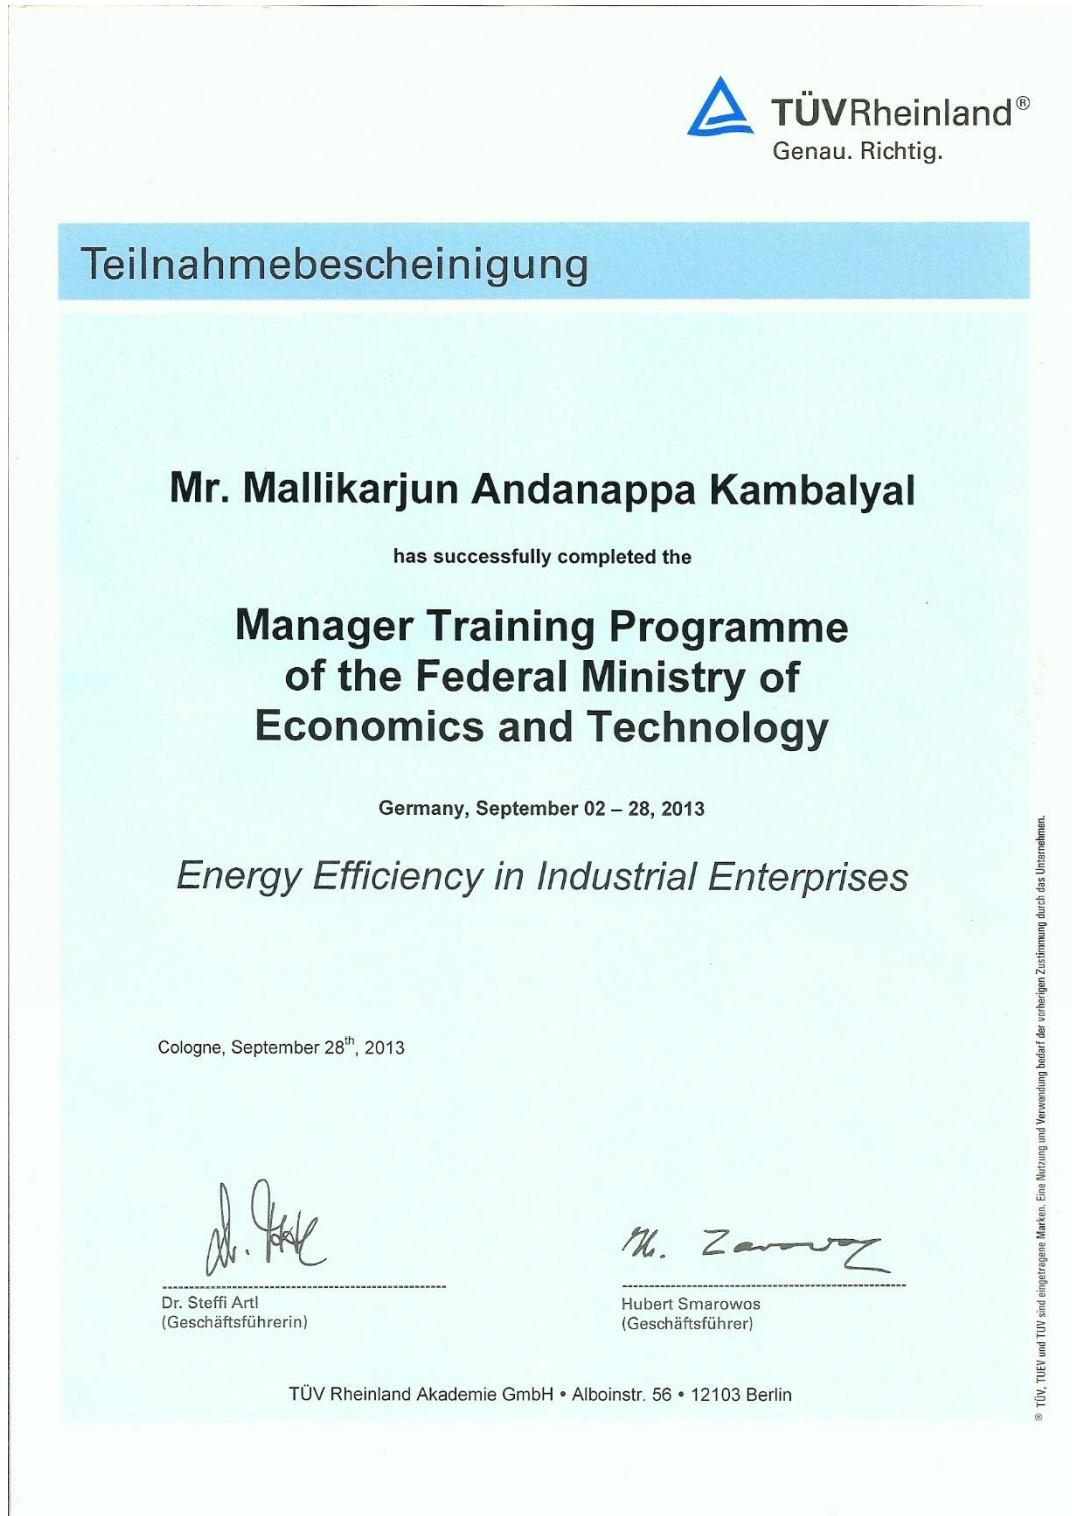 TÜVRheinland®
Genau. Richtig.
Teilnahmebescheinigung
Mr. Mallikarjun Andanappa Kambalyal
has successfully completed the
Manager Training Programme
of the Federal Ministry of
Economics and Technology
Germany, September 02 – 28, 2013
Energy Efficiency in Industrial Enterprises
Cologne, September 28th, 2013
Dr. Steffi Artl
(Geschäftsführerin)
Hubert Smarowos
(Geschäftsführer)
TÜV Rheinland Akademie GmbH • Alboinstr. 56 • 12103 Berlin
® TÜV, TUEV und TUV sind eingetragene Marken. Eine Nutzung und Verwendung bedarf der vorherigen Zustimmung durch das Unternehmen.